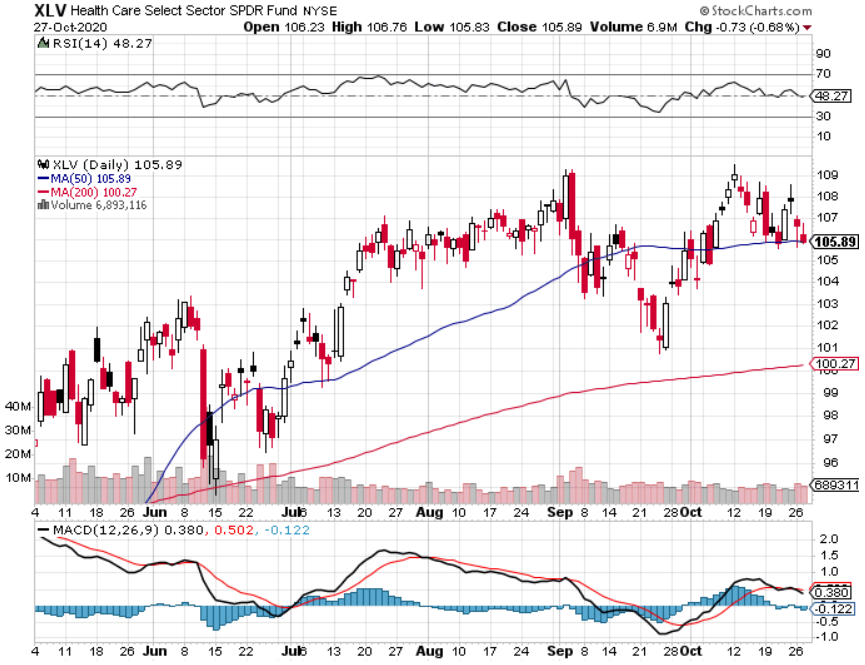 XLV Health Care Select Sector SPDR Fund NYSE © StockCharts.com
27-Oct-2020 Open 106.23 High 106.76 Low 105.83 Close 105.89 Volume 6.9M Chg -0.73 (-0.68%)
RSI(14) 48.27
90
70
48.27
30
10
XLV (Daily) 105.89
MA(50) 105.89
MA(200) 100.27
Volume 6,893,116
109
108
107
105.89
105
104
103
102
101
100.27
99
98
97
96
40M
30M
20M
10M
689311
4 11 18 26 Jun 8 15 22 Jul 6 13 20 27 Aug 10 17 24 Sep 8 14 21 28 Oct 12 19 26
MACD(12,26,9) 0.380, 0.502, -0.122
2.0
1.5
1.0
0.380
-0.122
-0.5
-1.0
4 11 18 26 Jun 8 15 22 Jul 6 13 20 27 Aug 10 17 24 Sep 8 14 21 28 Oct 12 19 26